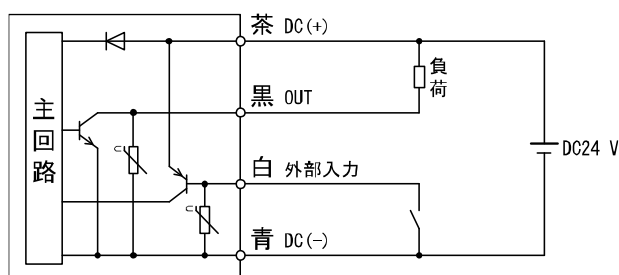 茶 DC(+)
負荷
黒 OUT
主回路
DC24 V
白 外部入力
青 DC(-)